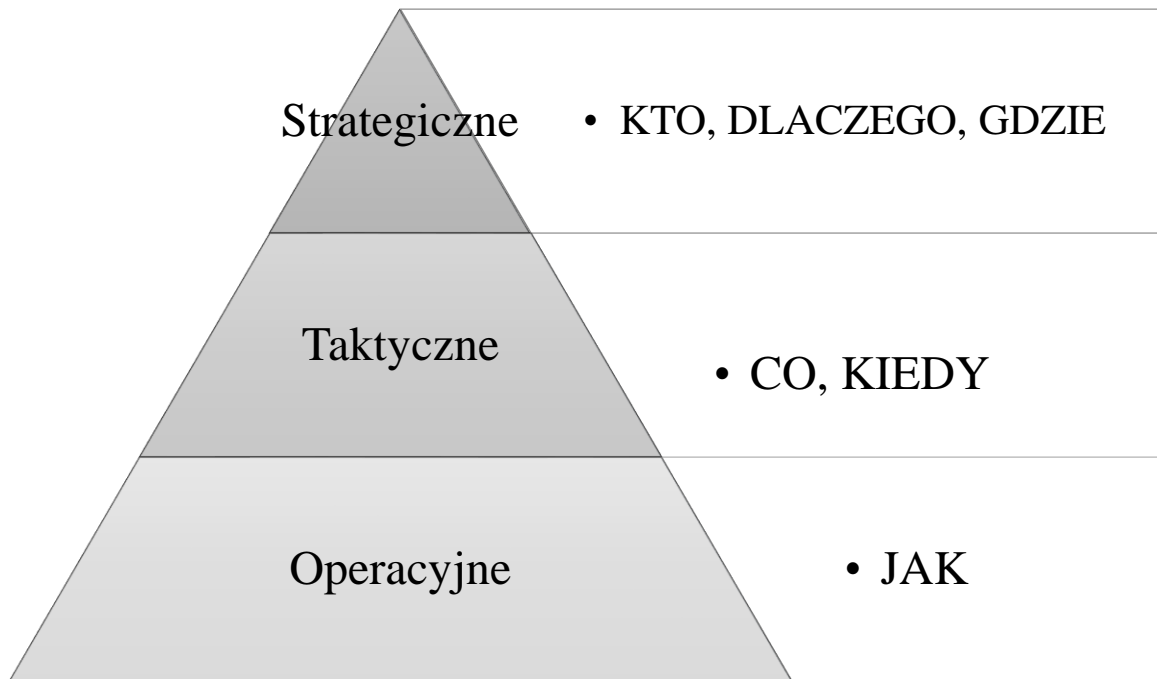 Strategiczne
• KTO, DLACZEGO, GDZIE
Taktyczne
• CO, KIEDY
Operacyjne
• JAK